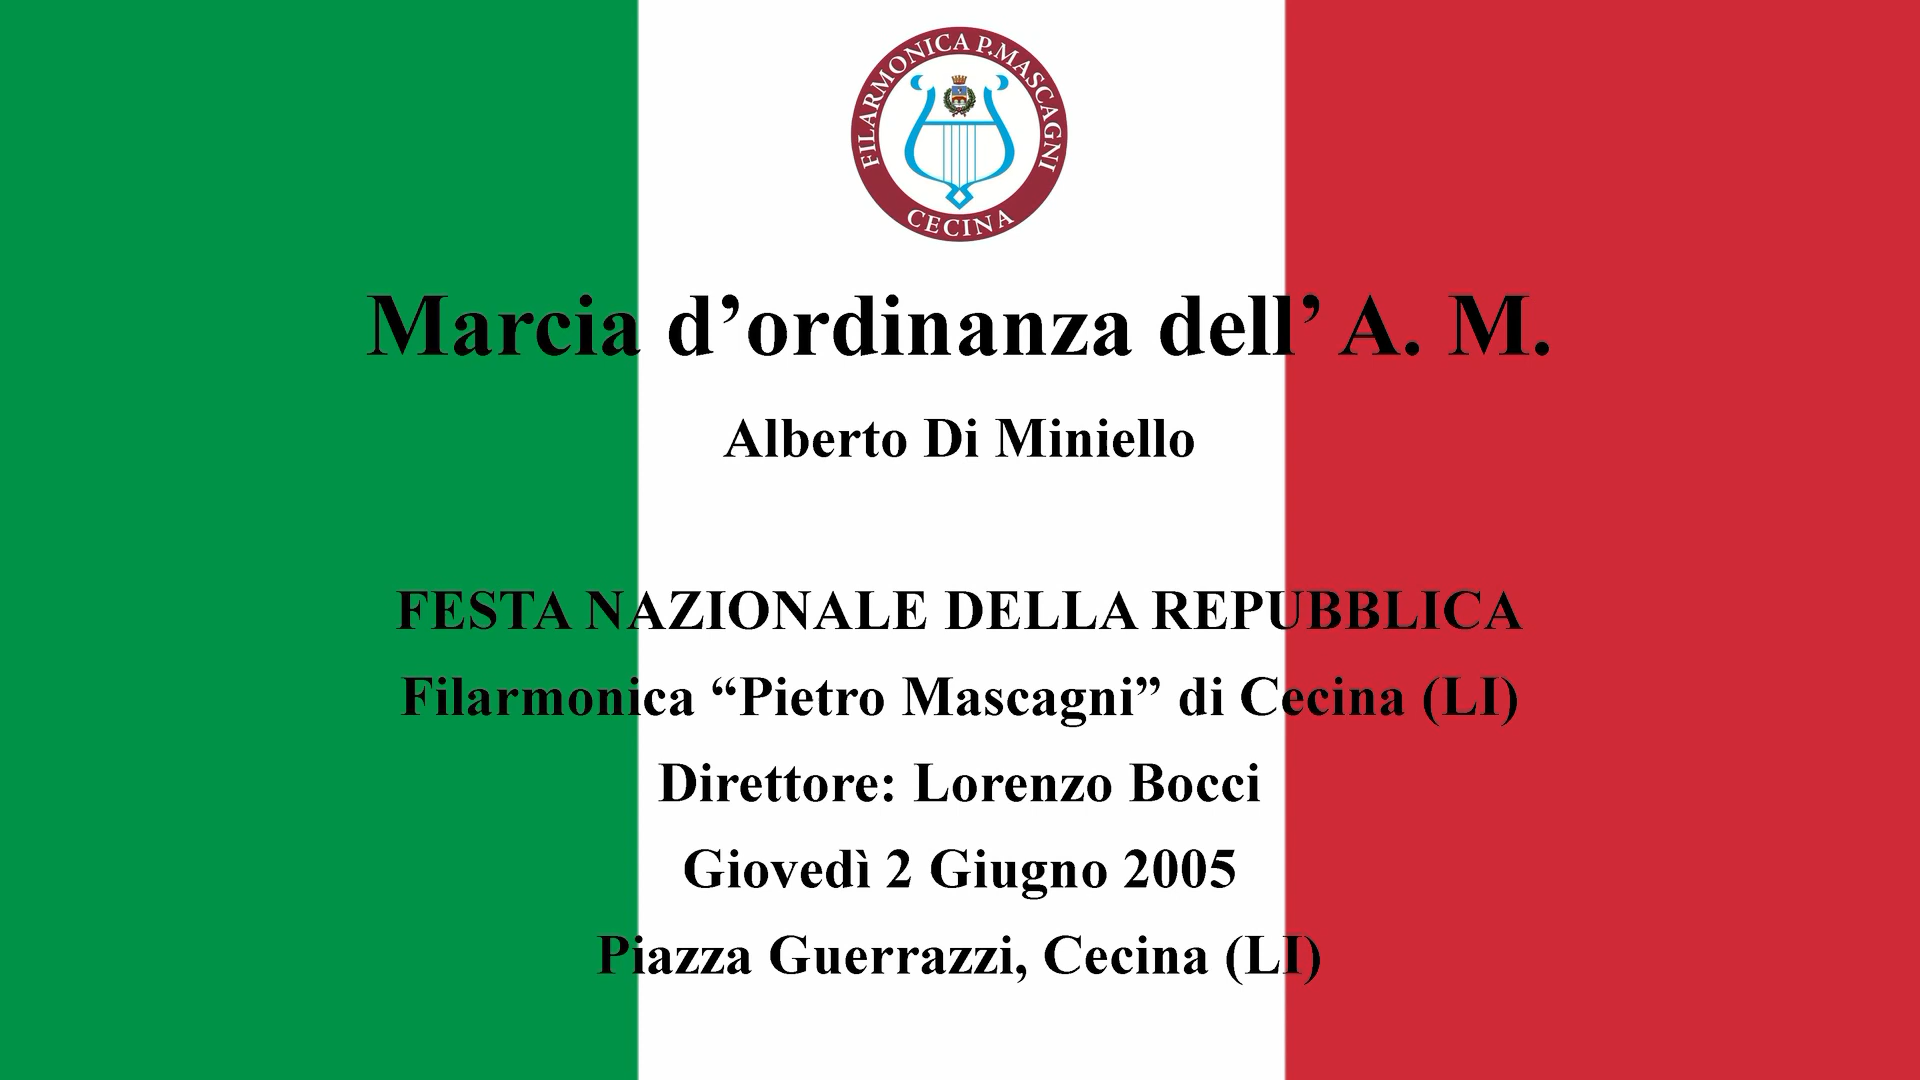 FILARMONICA P.MASCAGNI
CECINA
Marcia d’ordinanza dell’ A. M.
Alberto Di Miniello
FESTA NAZIONALE DELLA REPUBBLICA
Filarmonica “Pietro Mascagni” di Cecina (LI)
Direttore: Lorenzo Bocci
Giovedì 2 Giugno 2005
Piazza Guerrazzi, Cecina (LI)